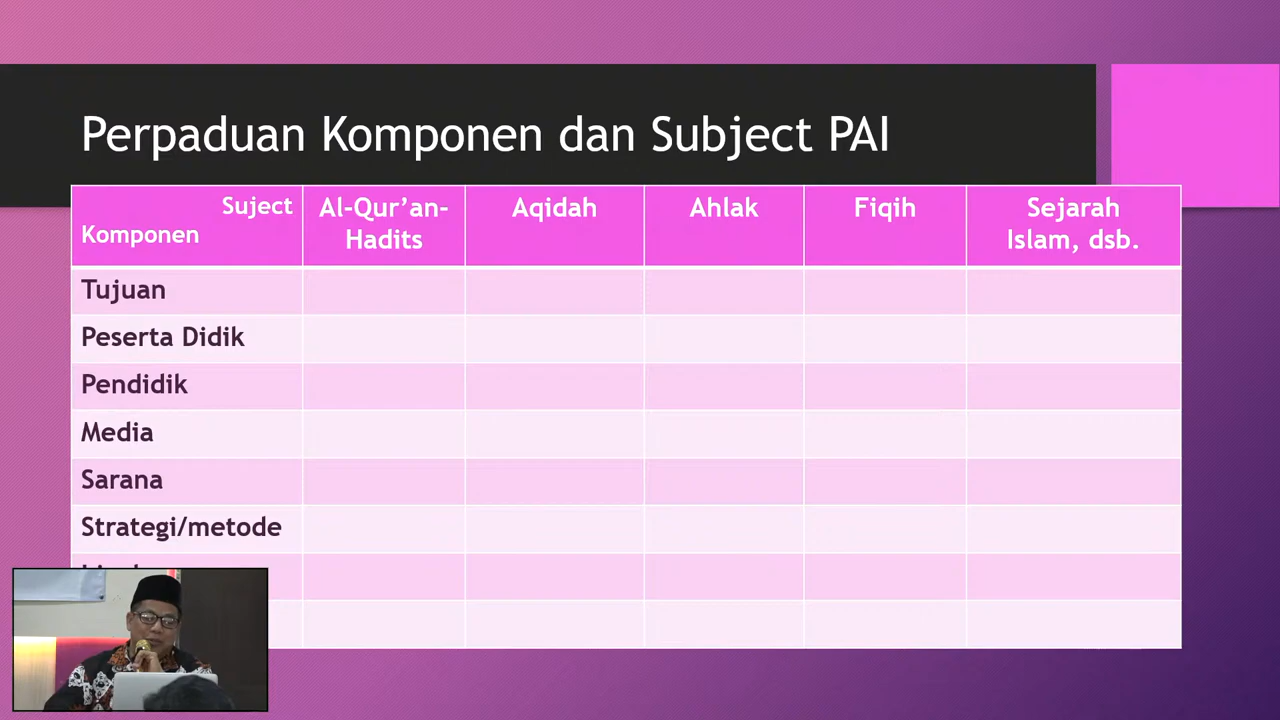 Perpaduan Komponen dan Subject PAI
Suject
Komponen
Al-Qur’an-
Hadits
Aqidah
Ahlak
Fiqih
Sejarah
Islam, dsb.
Tujuan
Peserta Didik
Pendidik
Media
Sarana
Strategi/metode